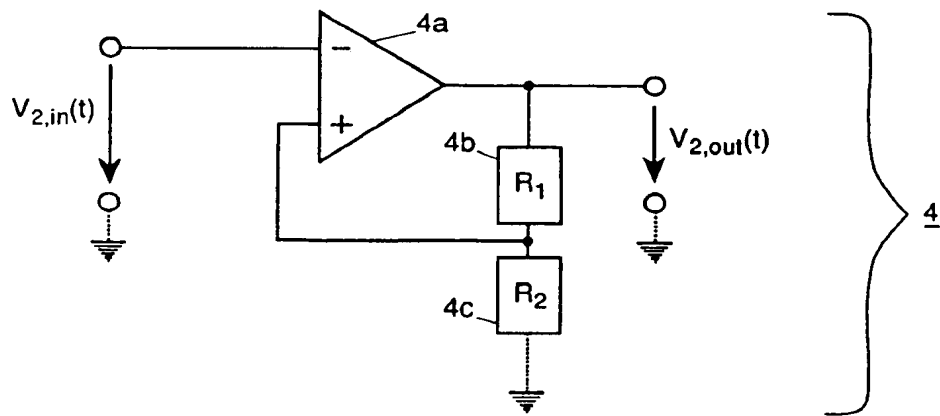 4a
−
V2,in(t)
+
V2,out(t)
4b
R1
4
R2
4c